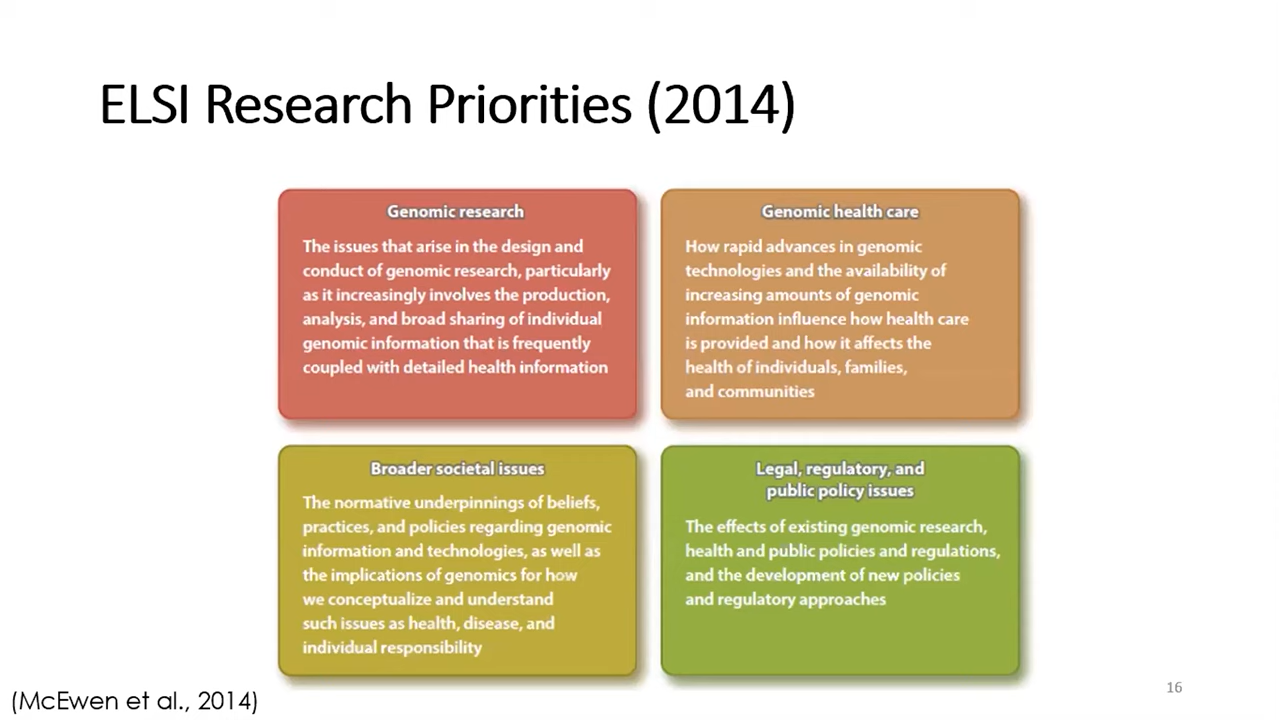 ELSI Research Priorities (2014)
Genomic research
The issues that arise in the design and
conduct of genomic research, particularly
as it increasingly involves the production,
analysis, and broad sharing of individual
genomic information that is frequently
coupled with detailed health information
Genomic health care
How rapid advances in genomic
technologies and the availability of
increasing amounts of genomic
information influence how health care
is provided and how it affects the
health of individuals, families,
and communities
Broader societal issues
The normative underpinnings of beliefs,
practices, and policies regarding genomic
information and technologies, as well as
the implications of genomics for how
we conceptualize and understand
such issues as health, disease, and
individual responsibility
Legal, regulatory, and
public policy issues
The effects of existing genomic research,
health and public policies and regulations,
and the development of new policies
and regulatory approaches
(McEwen et al., 2014)
16